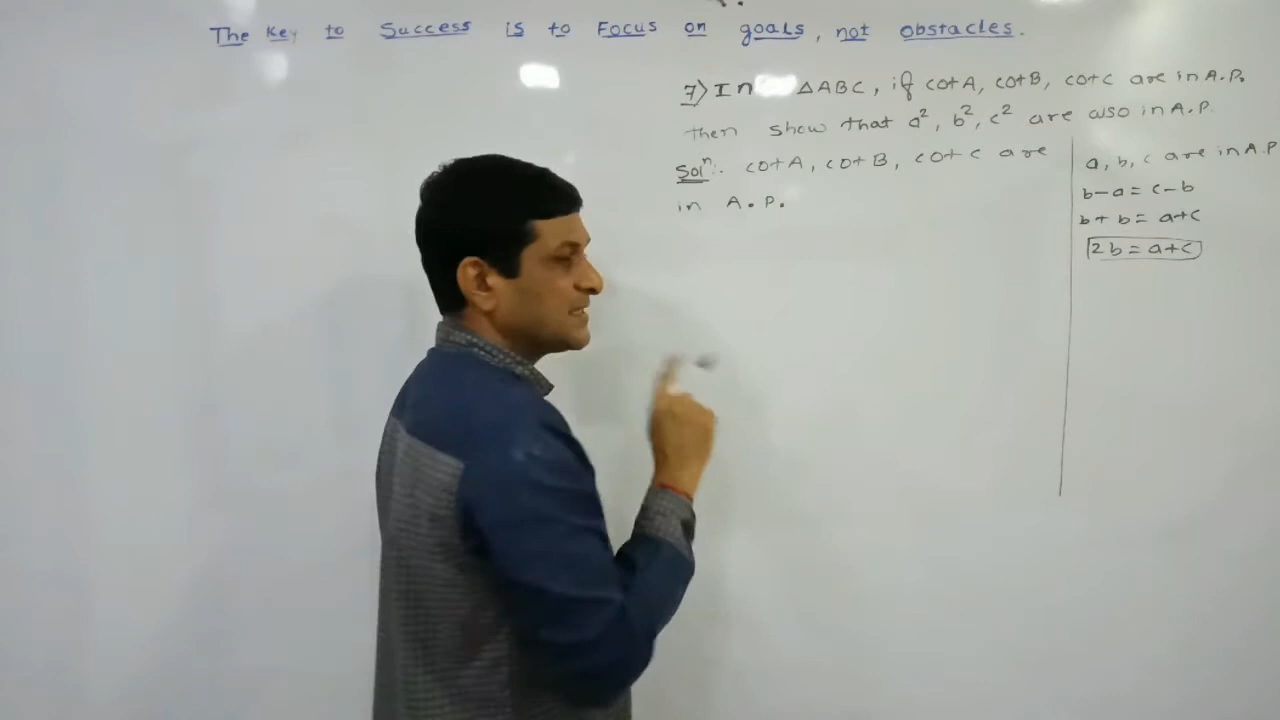 The Key to Success is to Focus on goals, not obstacles.
7) In △ABC, if cotA, cotB, cotC are in A.P.
then show that a², b², c² are also in A.P.
Solⁿ:- cotA, cotB, cotC are
in A.P.
a, b, c are in A.P
b-a = c-b
b+b = a+c
2b = a+c